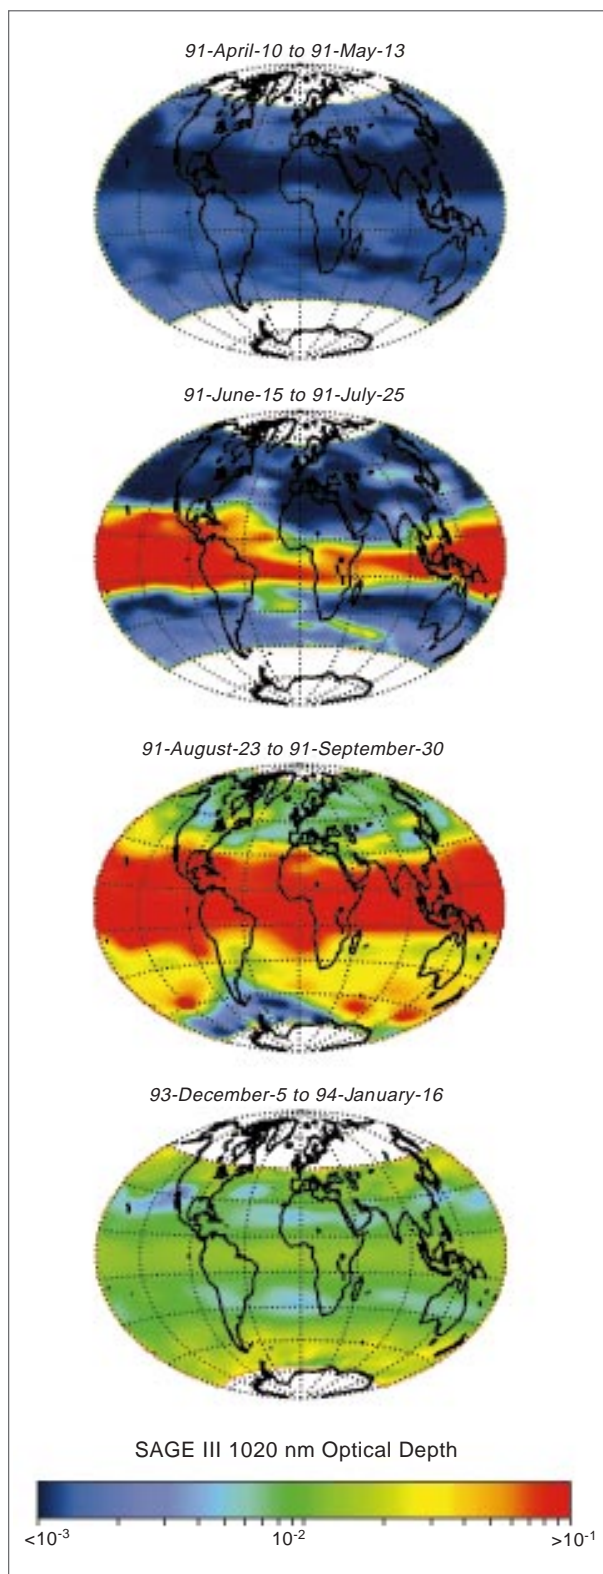 91-April-10 to 91-May-13
91-June-15 to 91-July-25
91-August-23 to 91-September-30
93-December-5 to 94-January-16
SAGE III 1020 nm Optical Depth
<10⁻³ 10⁻² >10⁻¹